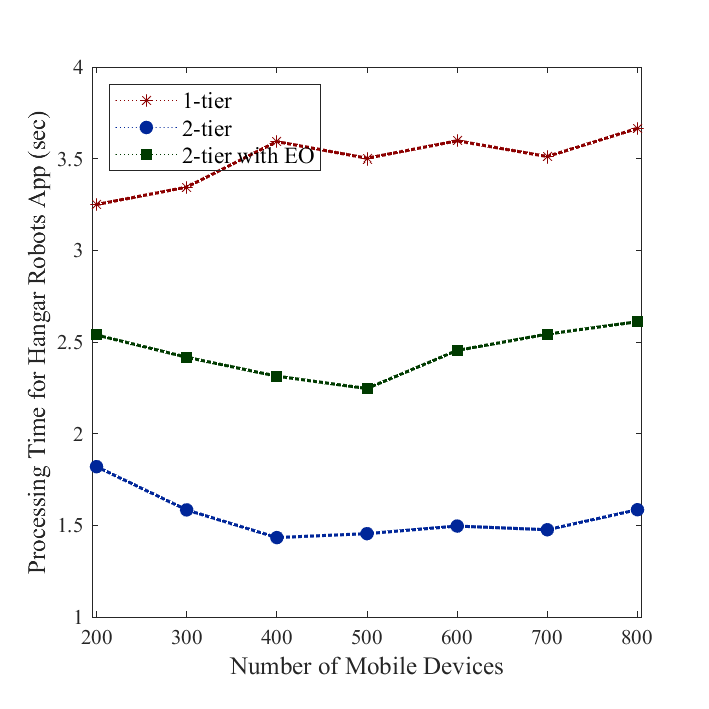 4
3.5
3
2.5
2
1.5
1
Processing Time for Hangar Robots App (sec)
1-tier
2-tier
2-tier with EO
200 300 400 500 600 700 800
Number of Mobile Devices